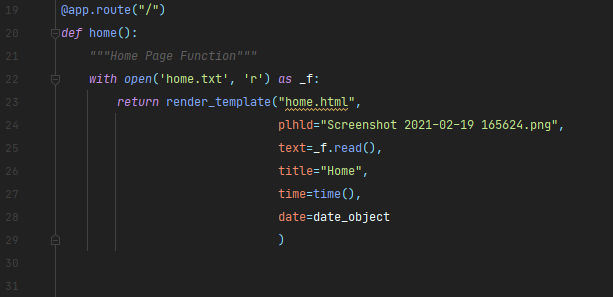 19 @app.route("/")
20 def home():
21 """Home Page Function"""
22 with open('home.txt', 'r') as _f:
23 return render_template("home.html",
24 plhld="Screenshot 2021-02-19 165624.png",
25 text=_f.read(),
26 title="Home",
27 time=time(),
28 date=date_object
29 )
30
31